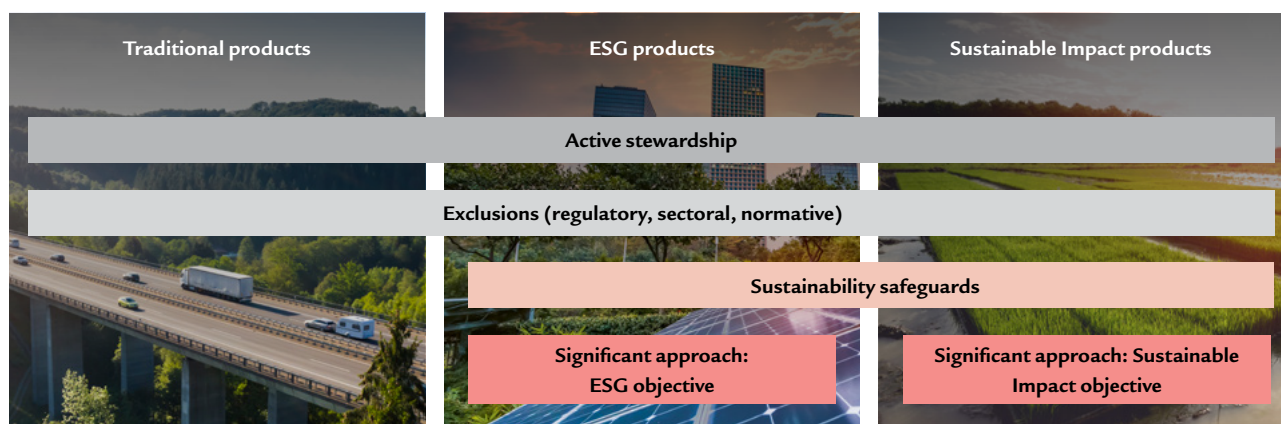 Traditional products
ESG products
Sustainable Impact products
Active stewardship
Exclusions (regulatory, sectoral, normative)
Sustainability safeguards
Significant approach:
ESG objective
Significant approach: Sustainable
Impact objective